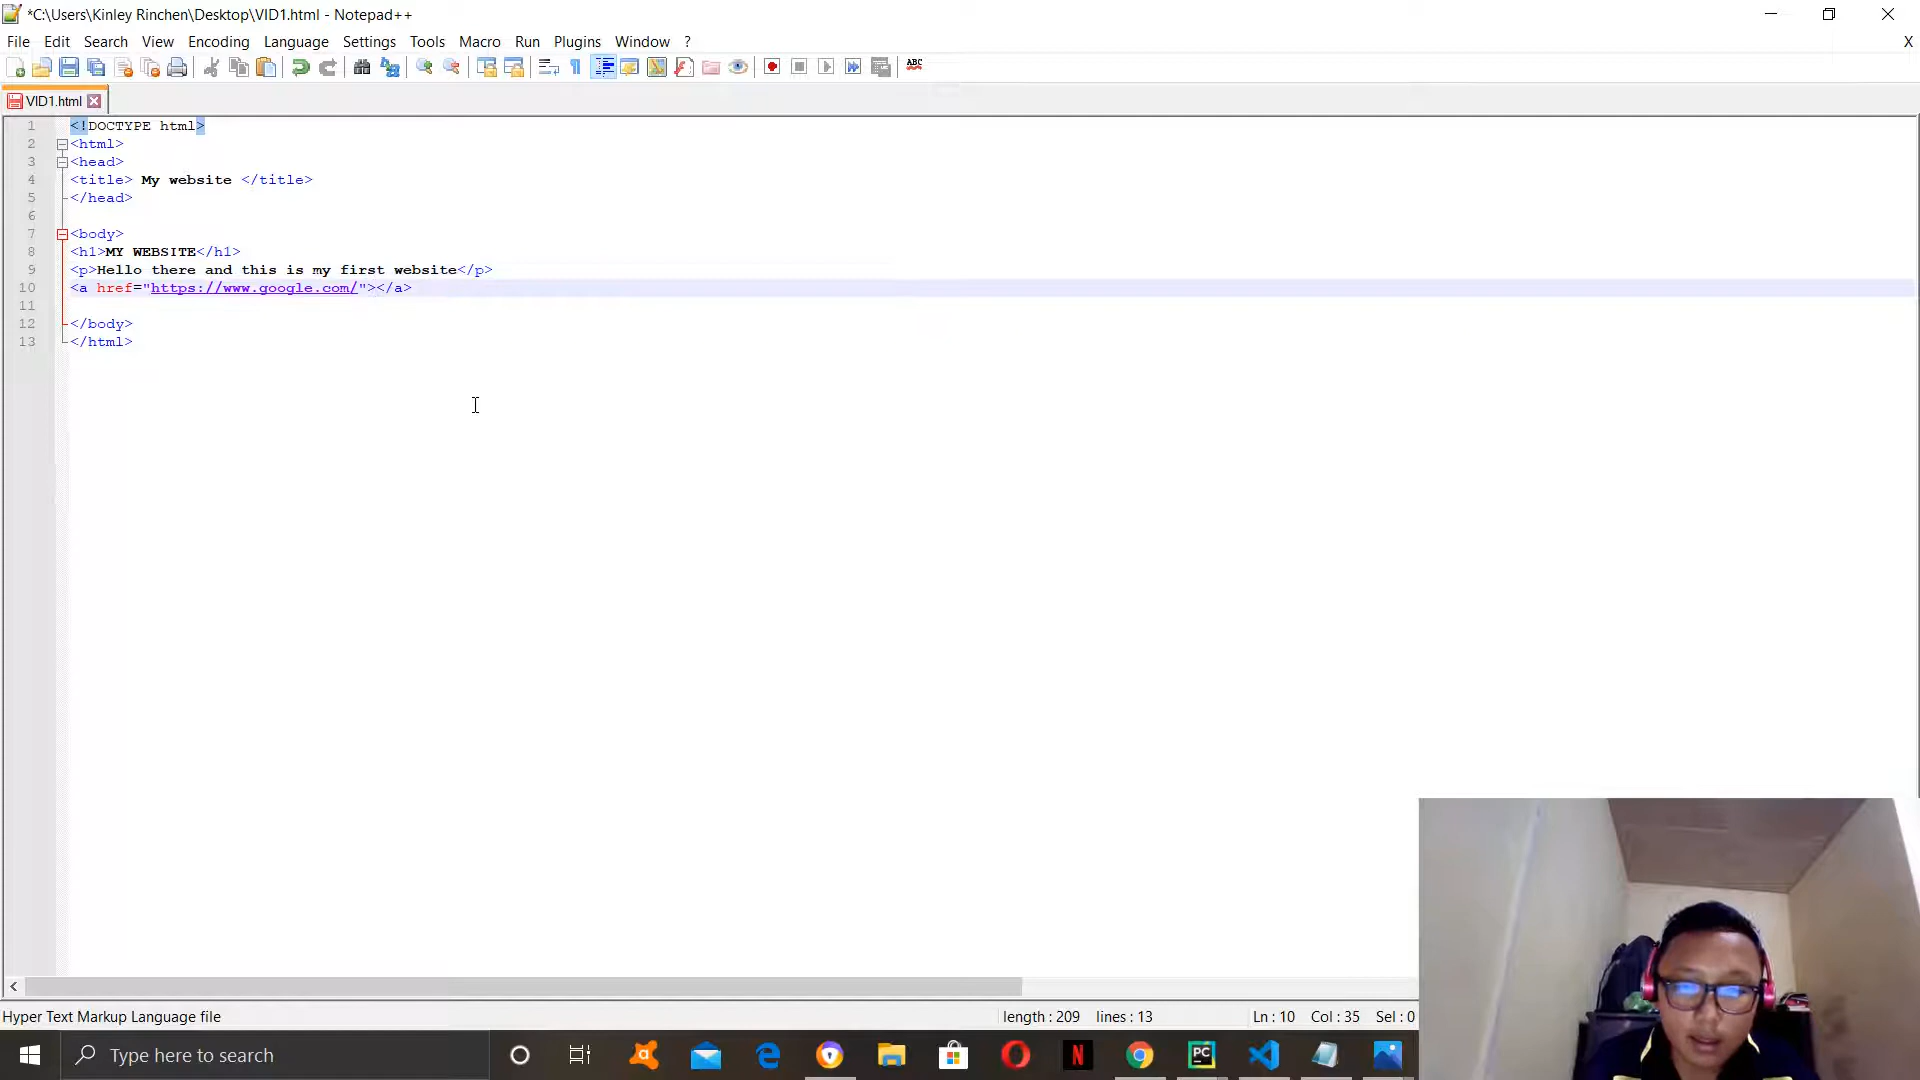 *C:\Users\Kinley Rinchen\Desktop\VID1.html - Notepad++
File Edit Search View Encoding Language Settings Tools Macro Run Plugins Window ? X
ABC
VID1.html
1 <!DOCTYPE html>
2 <html>
3 <head>
4 <title> My website </title>
5 </head>
6
7 <body>
8 <h1>MY WEBSITE</h1>
9 <p>Hello there and this is my first website</p>
10 <a href="https://www.google.com/"></a>
11
12 </body>
13 </html>
Hyper Text Markup Language file length : 209 lines : 13 Ln : 10 Col : 35 Sel : 0
Type here to search